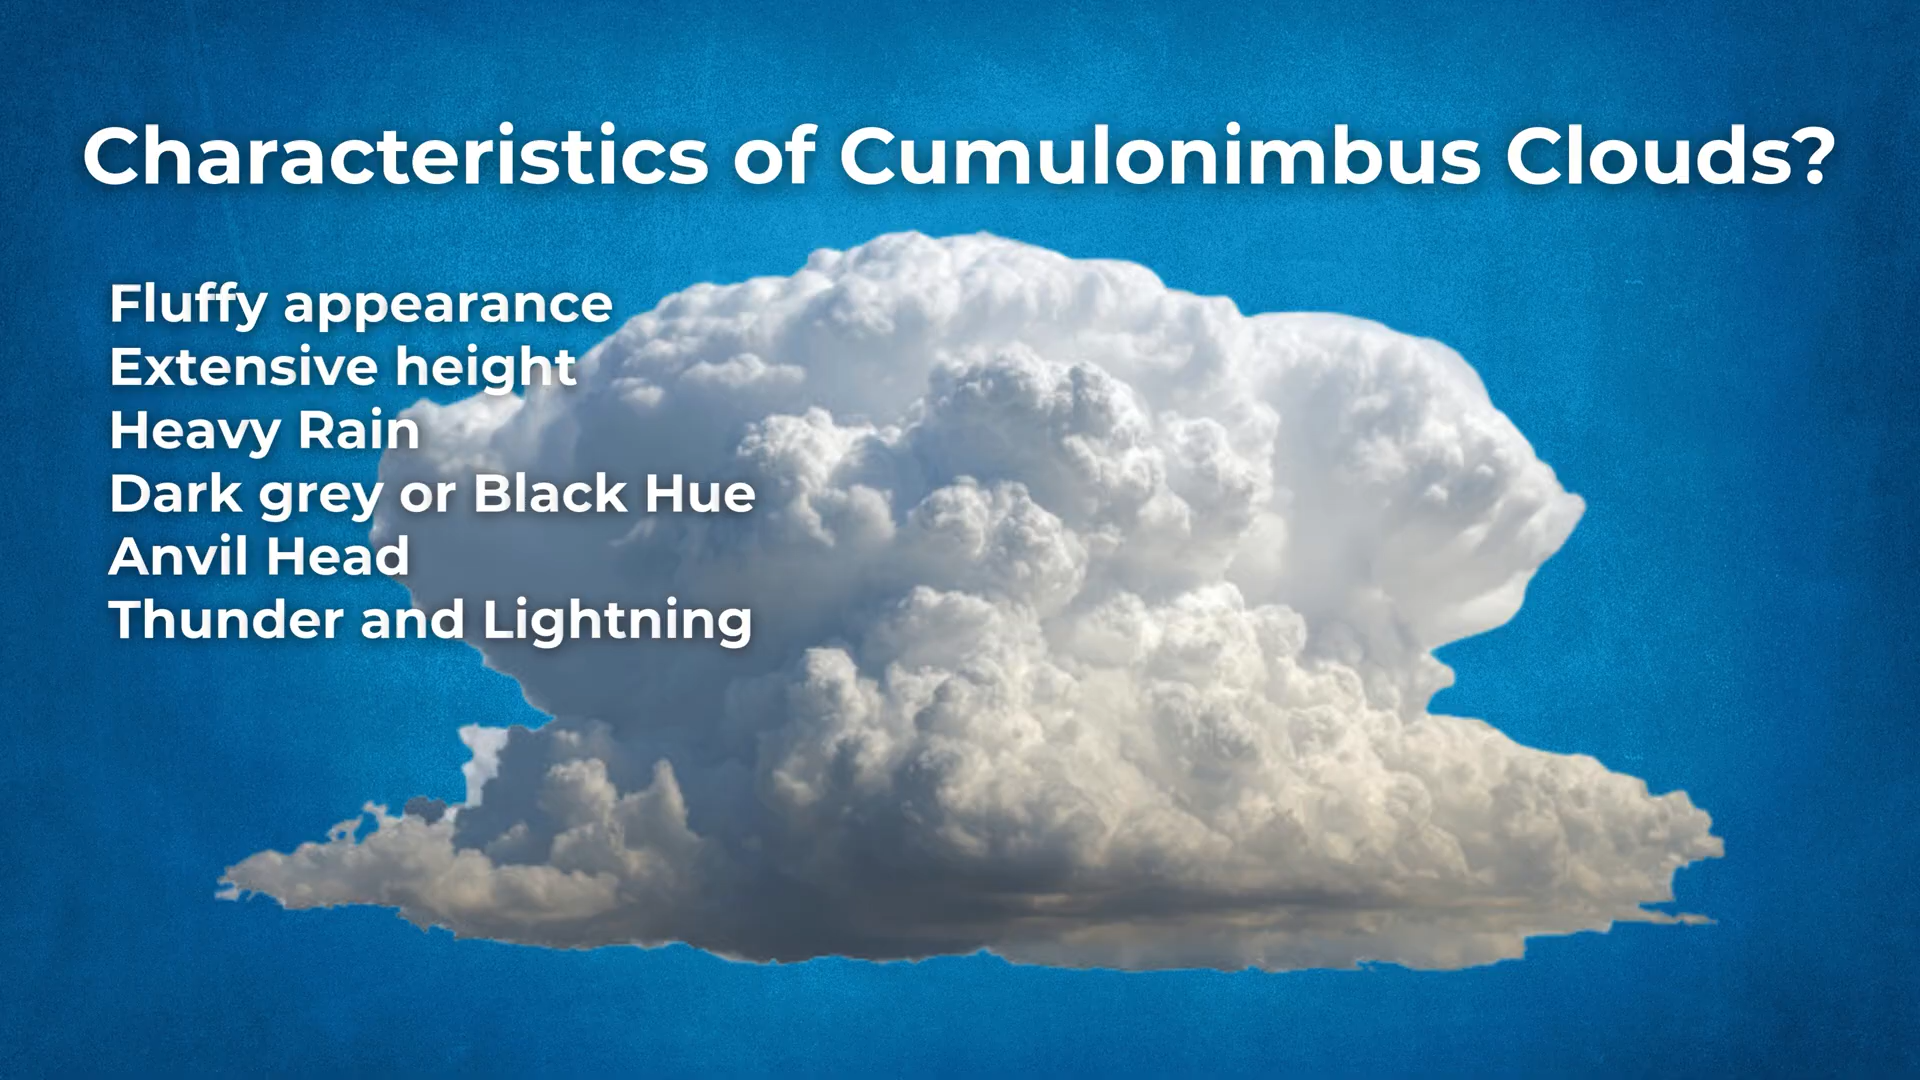 Characteristics of Cumulonimbus Clouds?
Fluffy appearance
Extensive height
Heavy Rain
Dark grey or Black Hue
Anvil Head
Thunder and Lightning